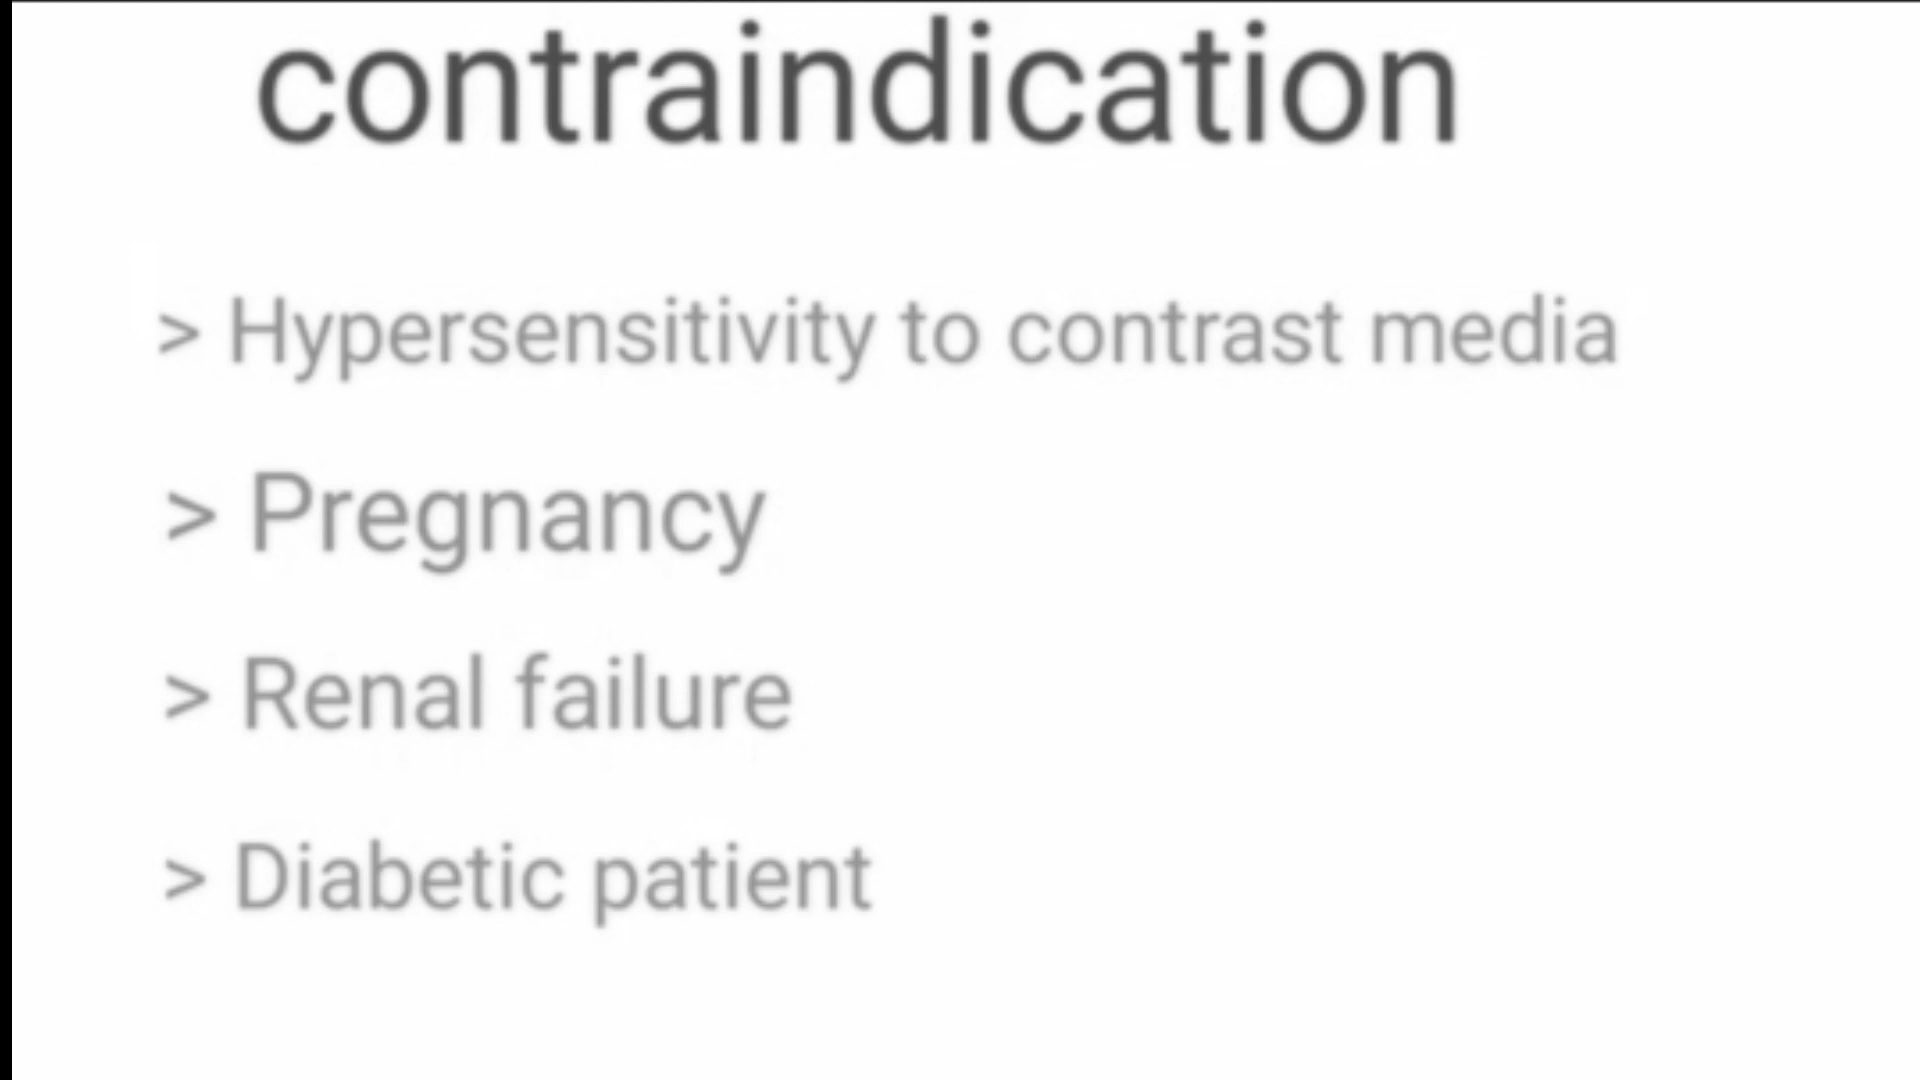 contraindication
> Hypersensitivity to contrast media
> Pregnancy
> Renal failure
> Diabetic patient